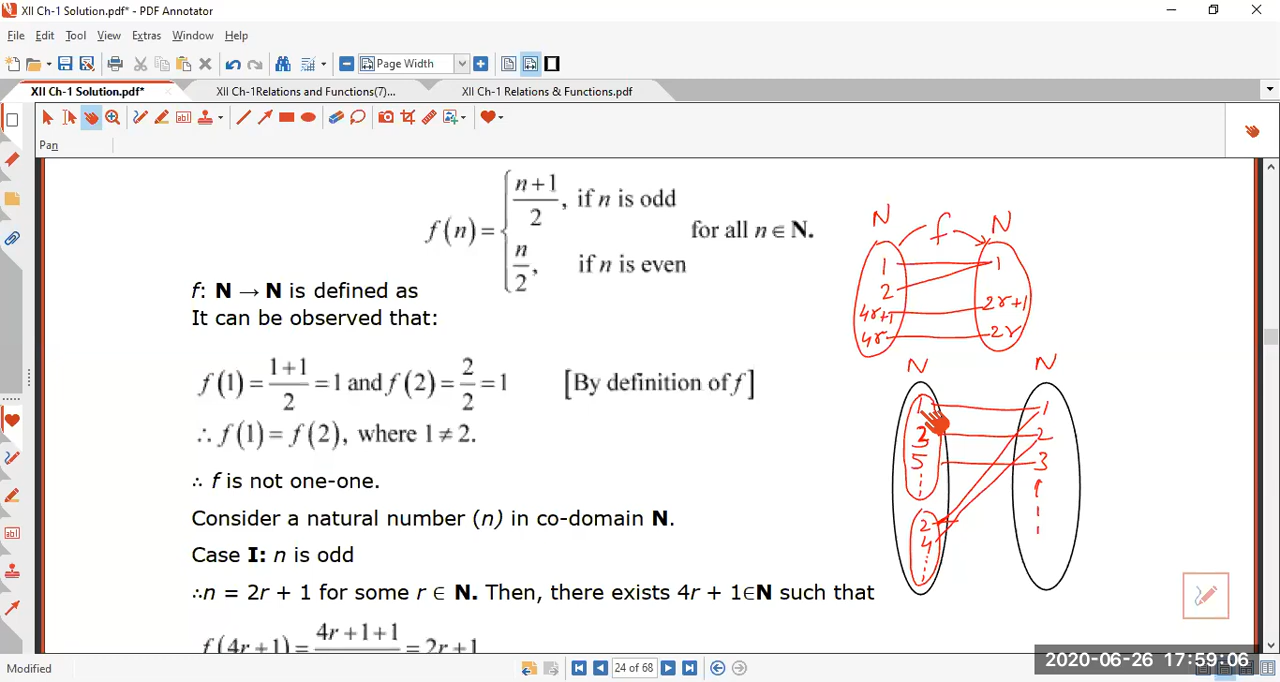 XII Ch-1 Solution.pdf* - PDF Annotator
File Edit Tool View Extras Window Help
Page Width
XII Ch-1 Solution.pdf* XII Ch-1Relations and Functions(7)... XII Ch-1 Relations & Functions.pdf
Pan
f(n) = { (n+1)/2, if n is odd
n/2, if n is even
for all n ∈ N.
f: N → N is defined as
It can be observed that:
f(1) = (1+1)/2 = 1 and f(2) = 2/2 = 1 [By definition of f]
∴ f(1) = f(2), where 1 ≠ 2.
∴ f is not one-one.
Consider a natural number (n) in co-domain N.
Case I: n is odd
∴n = 2r + 1 for some r ∈ N. Then, there exists 4r + 1∈N such that
f(4r+1) = 4r+1+1 = 2r+1
N f N
1 1
2
4r+1 2r+1
4r 2r
N N
1 1
3 2
5 3
2
4
24 of 68
Modified
2020-06-26 17:59:06